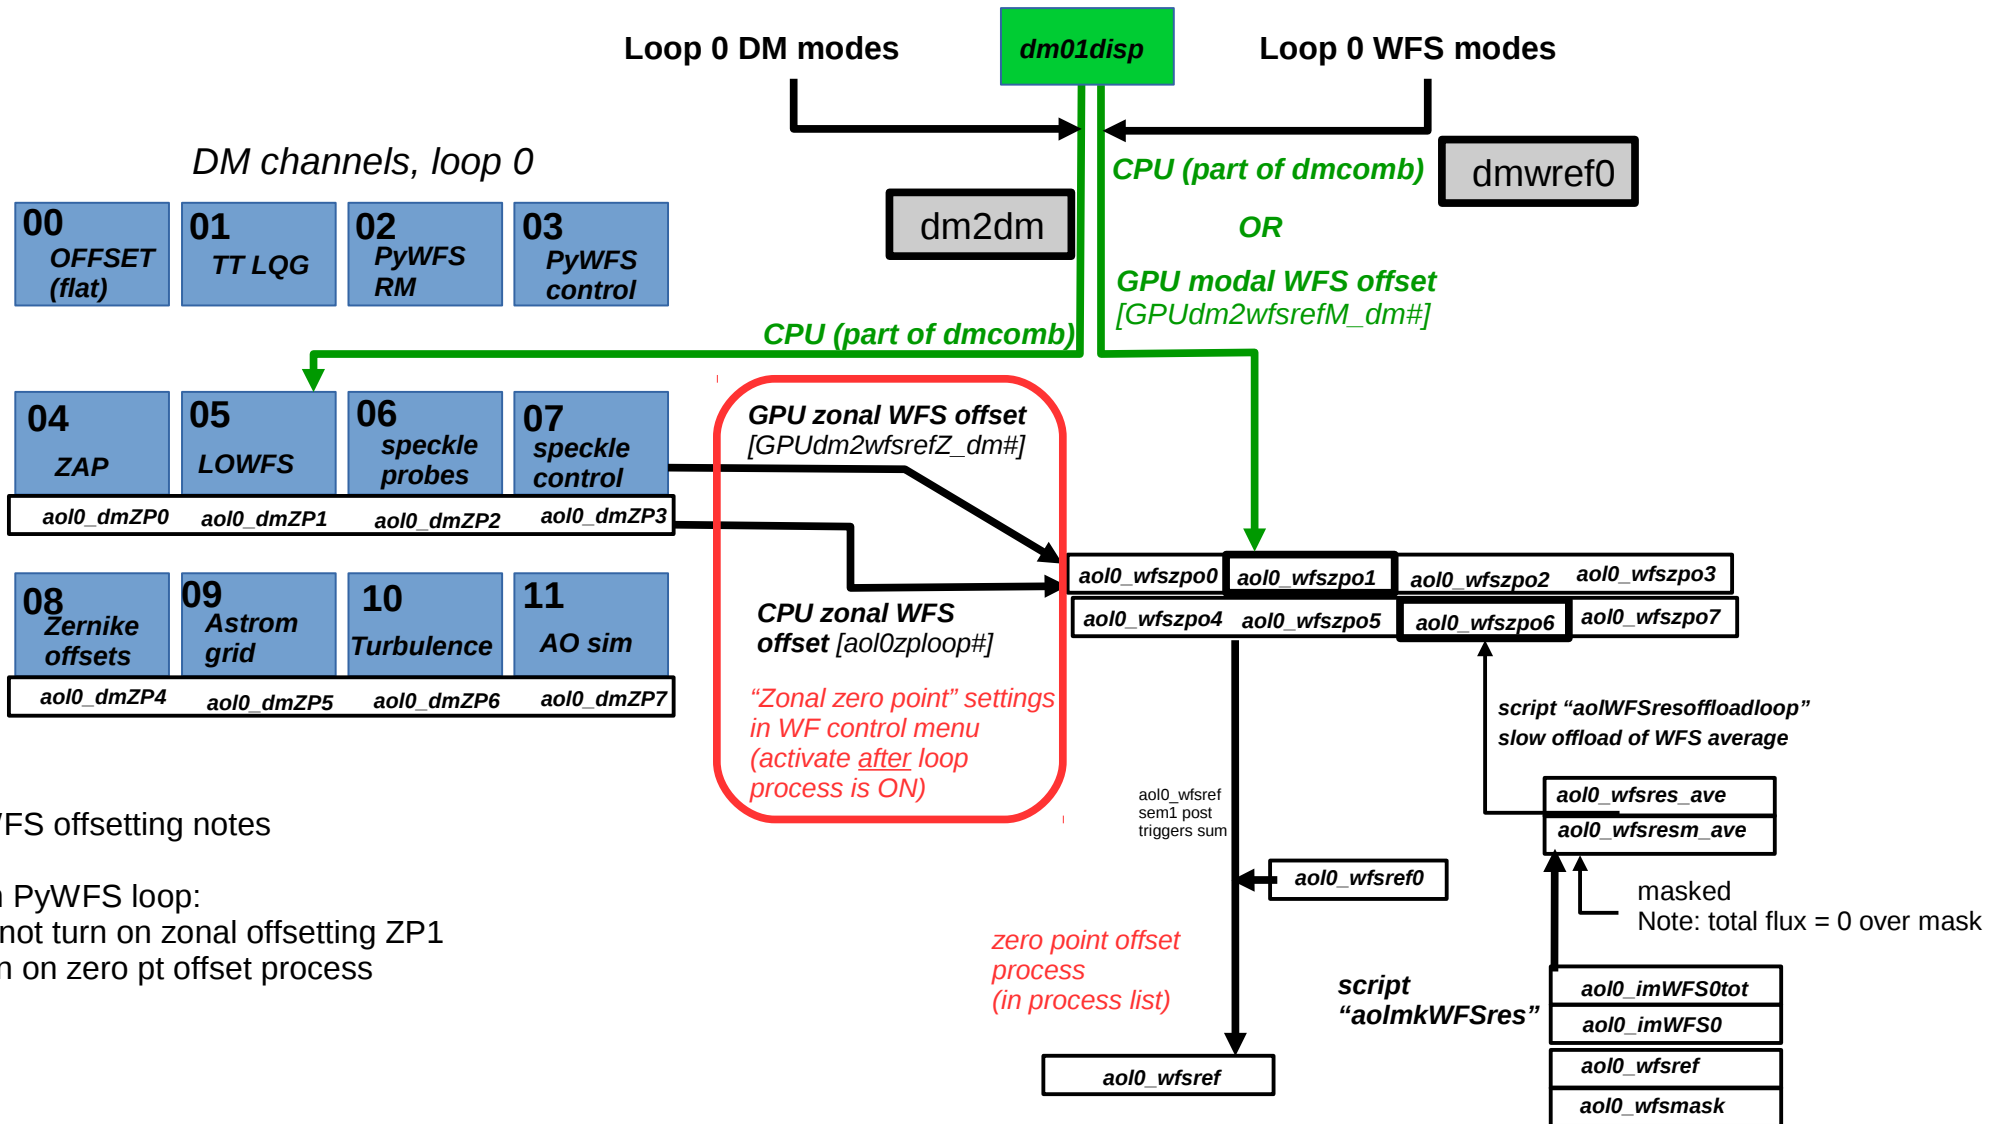 Loop 0 DM modes
dm01disp
Loop 0 WFS modes
DM channels, loop 0
CPU (part of dmcomb)
dmwref0
dm2dm
OR
GPU modal WFS offset
[GPUdm2wfsrefM_dm#]
CPU (part of dmcomb)
00
OFFSET
(flat)
01
TT LQG
02
PyWFS
RM
03
PyWFS
control
04
ZAP
05
LOWFS
06
speckle
probes
07
speckle
control
aol0_dmZP0
aol0_dmZP1
aol0_dmZP2
aol0_dmZP3
08
Zernike
offsets
09
Astrom
grid
10
Turbulence
11
AO sim
aol0_dmZP4
aol0_dmZP5
aol0_dmZP6
aol0_dmZP7
GPU zonal WFS offset
[GPUdm2wfsrefZ_dm#]
CPU zonal WFS
offset [aol0zploop#]
“Zonal zero point” settings
in WF control menu
(activate after loop
process is ON)
aol0_wfszpo0
aol0_wfszpo1
aol0_wfszpo2
aol0_wfszpo3
aol0_wfszpo4
aol0_wfszpo5
aol0_wfszpo6
aol0_wfszpo7
script “aolWFSresoffloadloop”
slow offload of WFS average
aol0_wfsres_ave
aol0_wfsresm_ave
aol0_wfsref
sem1 post
triggers sum
aol0_wfsref0
masked
Note: total flux = 0 over mask
zero point offset
process
(in process list)
script
“aolmkWFSres”
aol0_imWFS0tot
aol0_imWFS0
aol0_wfsref
aol0_wfsmask
aol0_wfsref
FS offsetting notes
PyWFS loop:
not turn on zonal offsetting ZP1
on zero pt offset process